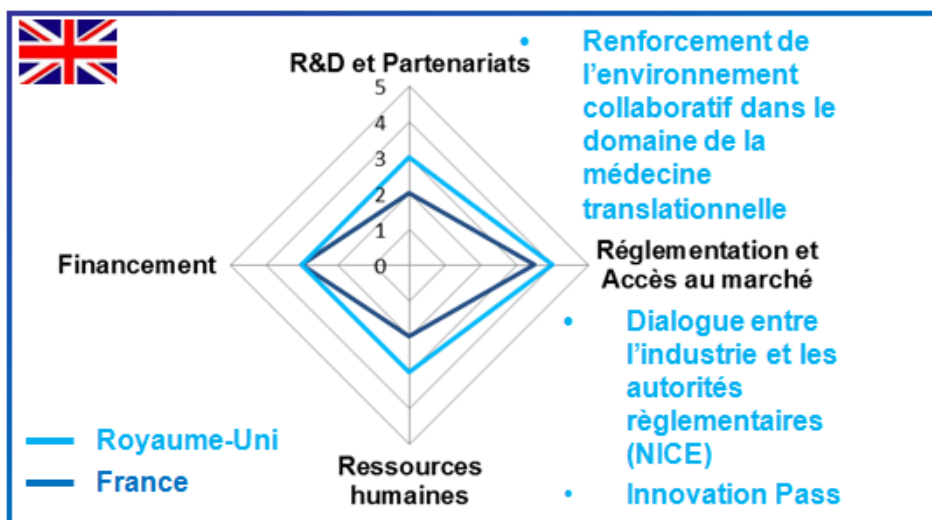 R&D et Partenariats
5
4
3
2
1
0
Financement
Réglementation et
Accès au marché
Ressources
humaines
Royaume-Uni
France
• Renforcement de
l'environnement
collaboratif dans le
domaine de la
médecine
translationnelle
• Dialogue entre
l'industrie et les
autorités
règlementaires
(NICE)
• Innovation Pass